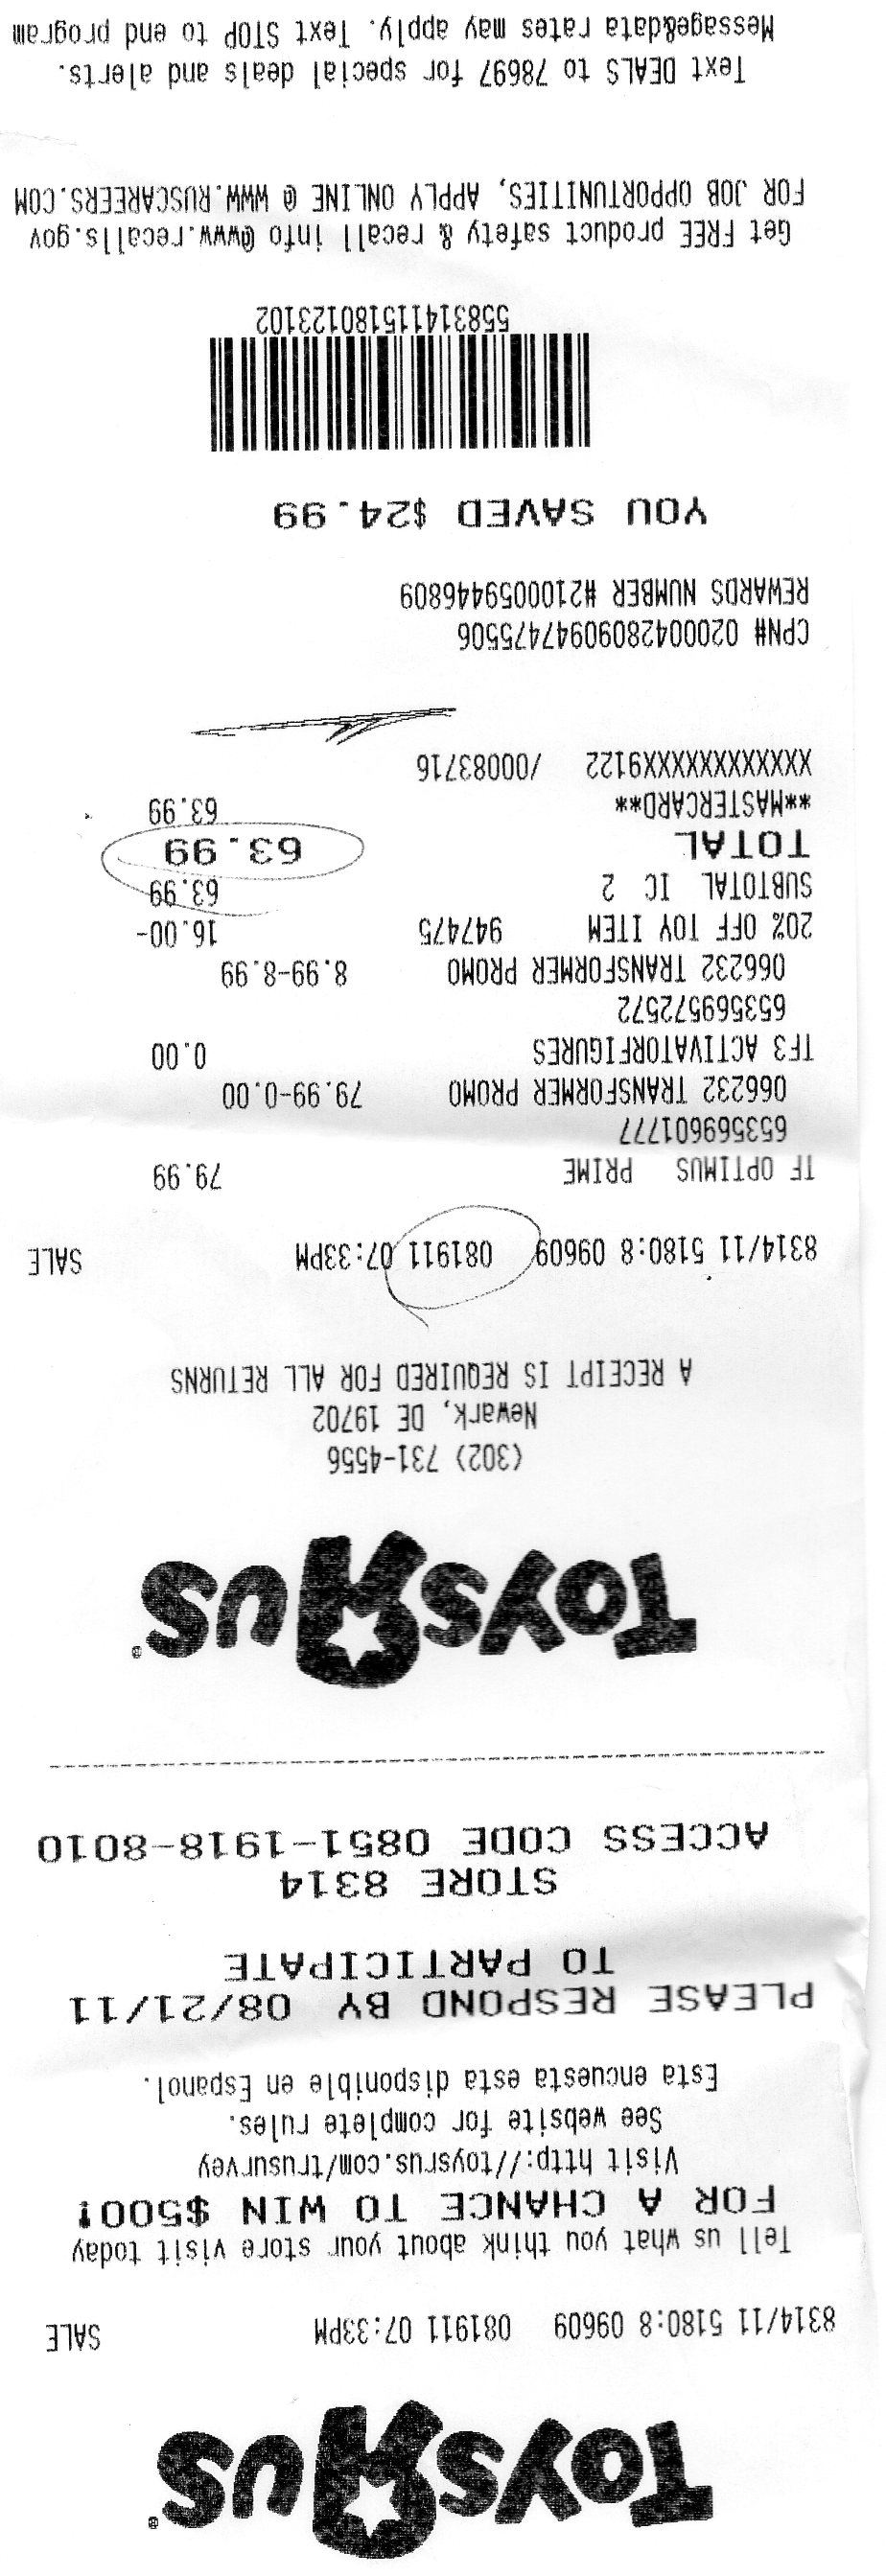 TOYSRUS®
8314/11 5180:8 09609 081911 07:33PM SALE
Tell us what you think about your store visit today
FOR A CHANCE TO WIN $500!
Visit http://toysrus.com/trusurvey
See website for complete rules.
Esta encuesta esta disponible en Espanol.
PLEASE RESPOND BY 08/21/11
TO PARTICIPATE
STORE 8314
ACCESS CODE 0851-1918-8010
TOYSRUS®
(302) 731-4556
Newark, DE 19702
A RECEIPT IS REQUIRED FOR ALL RETURNS
8314/11 5180:8 09609 081911 07:33PM SALE
TF OPTIMUS PRIME 79.99
653569601777
066232 TRANSFORMER PROMO 79.99-0.00
TF3 ACTIVATORFIGURES 0.00
653569572572
066232 TRANSFORMER PROMO 8.99-8.99
20% OFF TOY ITEM 947475 16.00-
SUBTOTAL IC 2 63.99
TOTAL 63.99
**MASTERCARD** 63.99
XXXXXXXXXXXX9122 /00083716
CPN# 02000428090947475506
REWARDS NUMBER #2100059446809
YOU SAVED $24.99
5583141115180123102
Get FREE product safety & recall info @www.recalls.gov
FOR JOB OPPORTUNITIES, APPLY ONLINE @ WWW.RUSCAREERS.COM
Text DEALS to 78697 for special deals and alerts.
Message&data rates may apply. Text STOP to end program